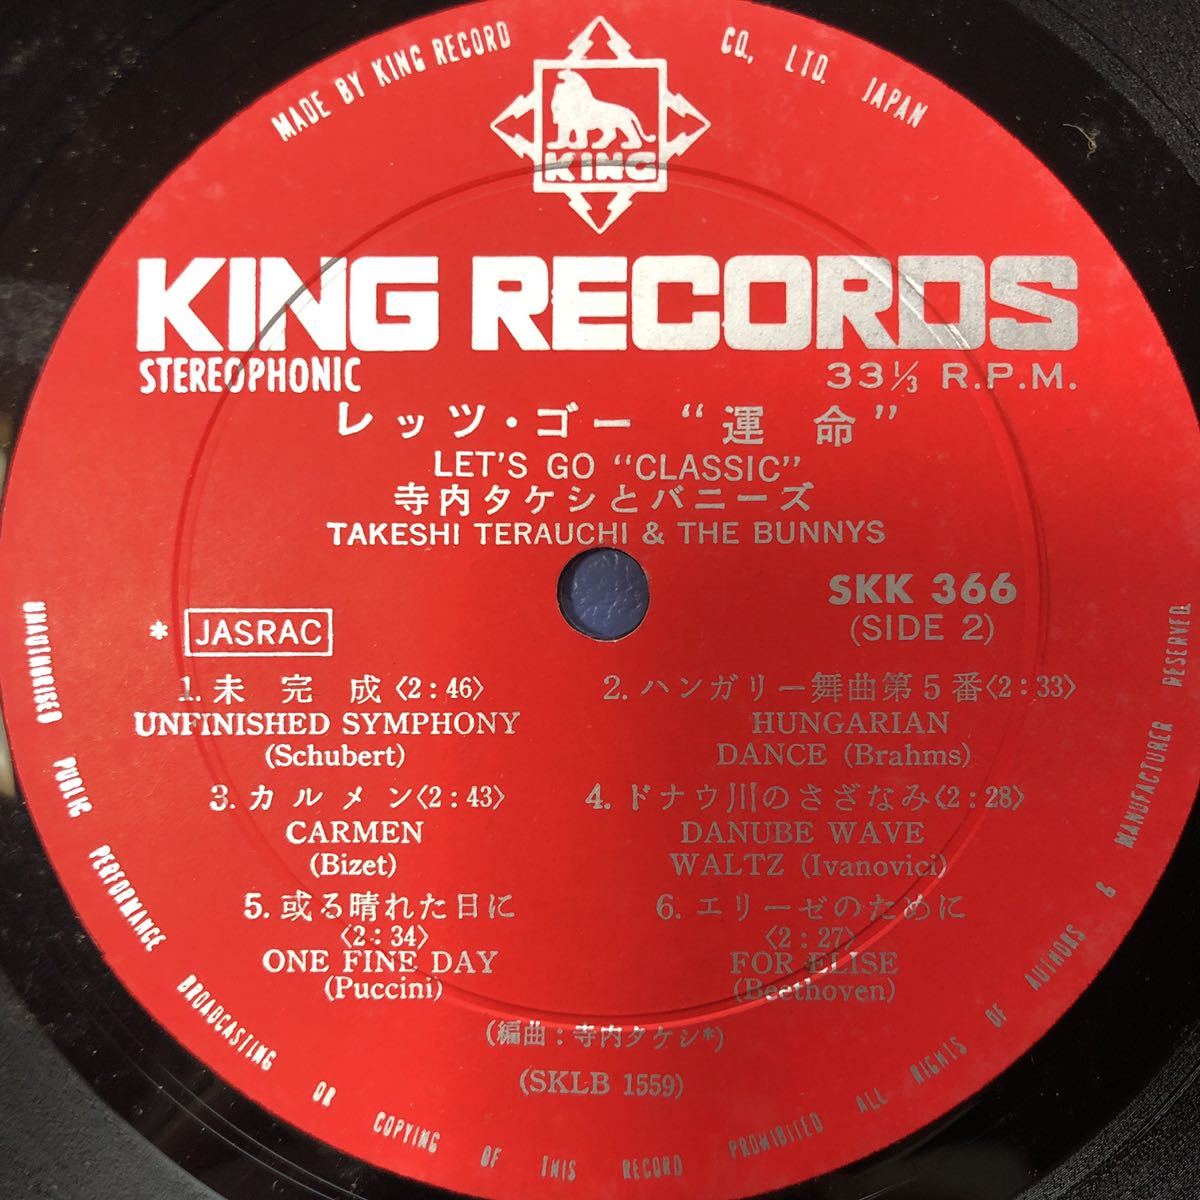 MADE BY KING RECORD CO., LTD. JAPAN
KING
KING RECORDS
STEREOPHONIC
33 1/3 R.P.M.
レッツ・ゴー “運 命”
LET'S GO “CLASSIC”
寺内タケシとバニーズ
TAKESHI TERAUCHI & THE BUNNYS
SKK 366
(SIDE 2)
* JASRAC
1. 未 完 成〈2:46〉
UNFINISHED SYMPHONY
(Schubert)
2. ハンガリー舞曲第5番〈2:33〉
HUNGARIAN
DANCE (Brahms)
3. カルメン〈2:43〉
CARMEN
(Bizet)
4. ドナウ川のさざなみ〈2:28〉
DANUBE WAVE
WALTZ (Ivanovici)
5. 或る晴れた日に
〈2:34〉
ONE FINE DAY
(Puccini)
6. エリーゼのために
〈2:27〉
FOR ELISE
(Beethoven)
(編曲:寺内タケシ*)
(SKLB 1559)
UNAUTHORISED PUBLIC PERFORMANCE BROADCASTING OR COPYING OF THIS RECORD PROHIBITED ALL RIGHTS OF AUTHORS & MANUFACTURER RESERVED